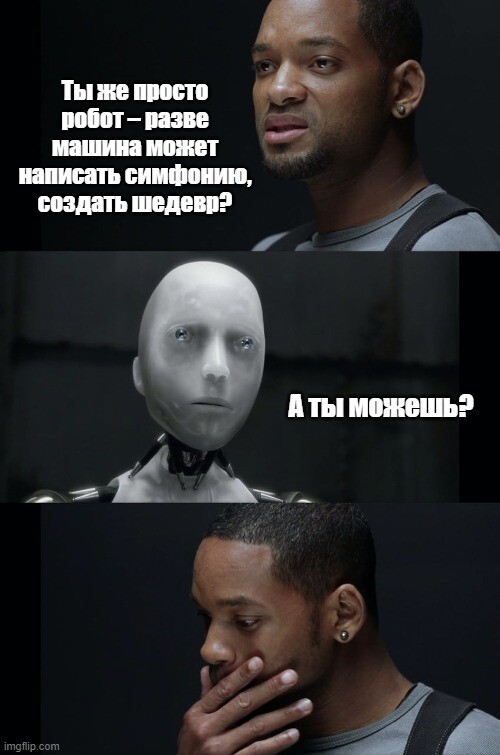 Ты же просто
робот – разве
машина может
написать симфонию,
создать шедевр?
А ты можешь?
imgflip.com